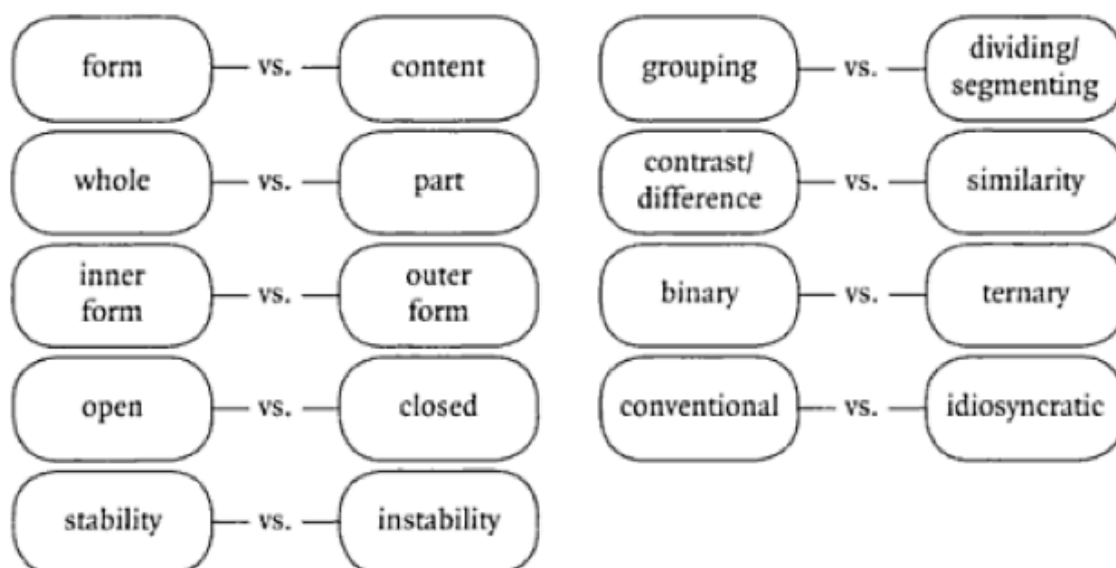 form vs. content
whole vs. part
inner
form vs. outer
form
open vs. closed
stability vs. instability
grouping vs. dividing/
segmenting
contrast/
difference vs. similarity
binary vs. ternary
conventional vs. idiosyncratic